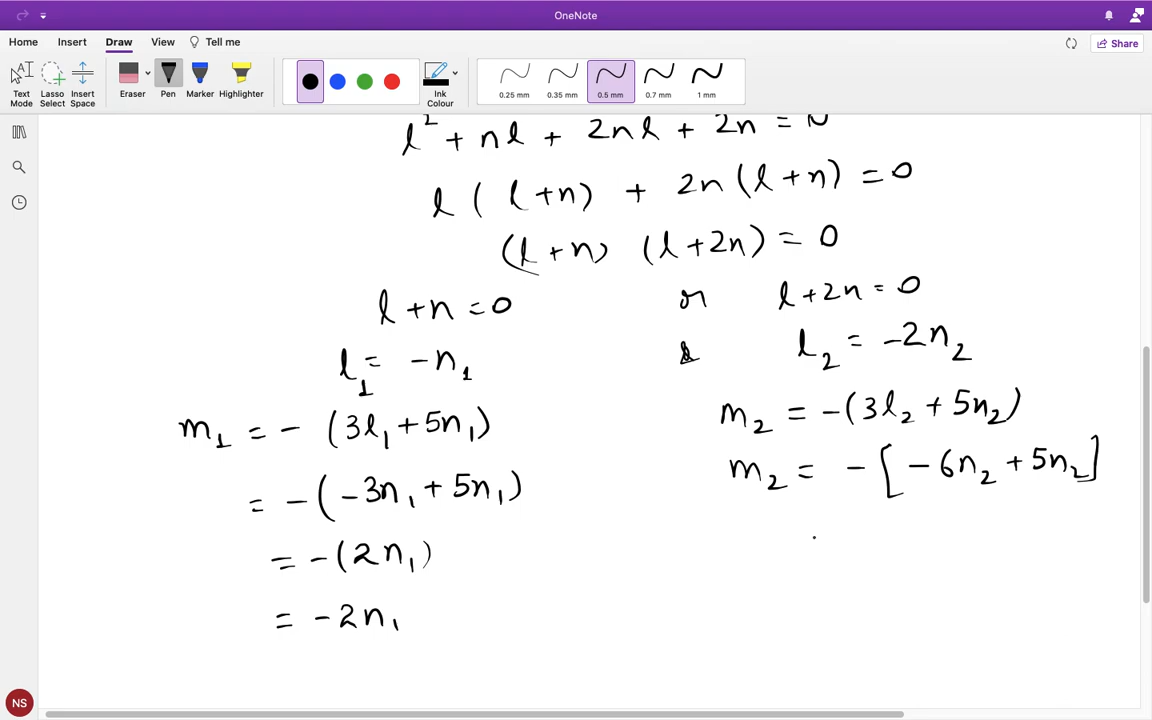 OneNote
Home Insert Draw View Tell me
Share
Text Mode
Lasso Select
Insert Space
Eraser
Pen
Marker
Highlighter
Ink Colour
0.25 mm
0.35 mm
0.5 mm
0.7 mm
1 mm
l² + nl + 2nl + 2n =
l ( l+n) + 2n (l+n) = 0
(l+n) (l+2n) = 0
l+n = 0 or l+2n = 0
l₁ = -n₁ & l₂ = -2n₂
m₁ = - (3l₁+5n₁)
m₂ = -(3l₂ + 5n₂)
= -(-3n₁+5n₁)
m₂ = - [-6n₂ +5n₂]
= -(2n₁)
= -2n₁
NS